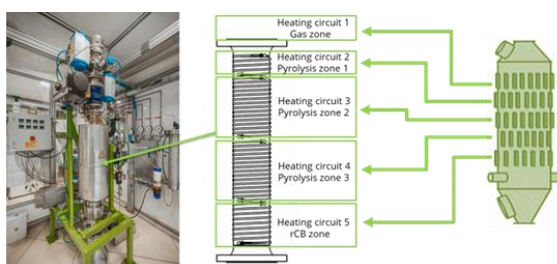 Heating circuit 1
Gas zone
Heating circuit 2
Pyrolysis zone 1
Heating circuit 3
Pyrolysis zone 2
Heating circuit 4
Pyrolysis zone 3
Heating circuit 5
rCB zone